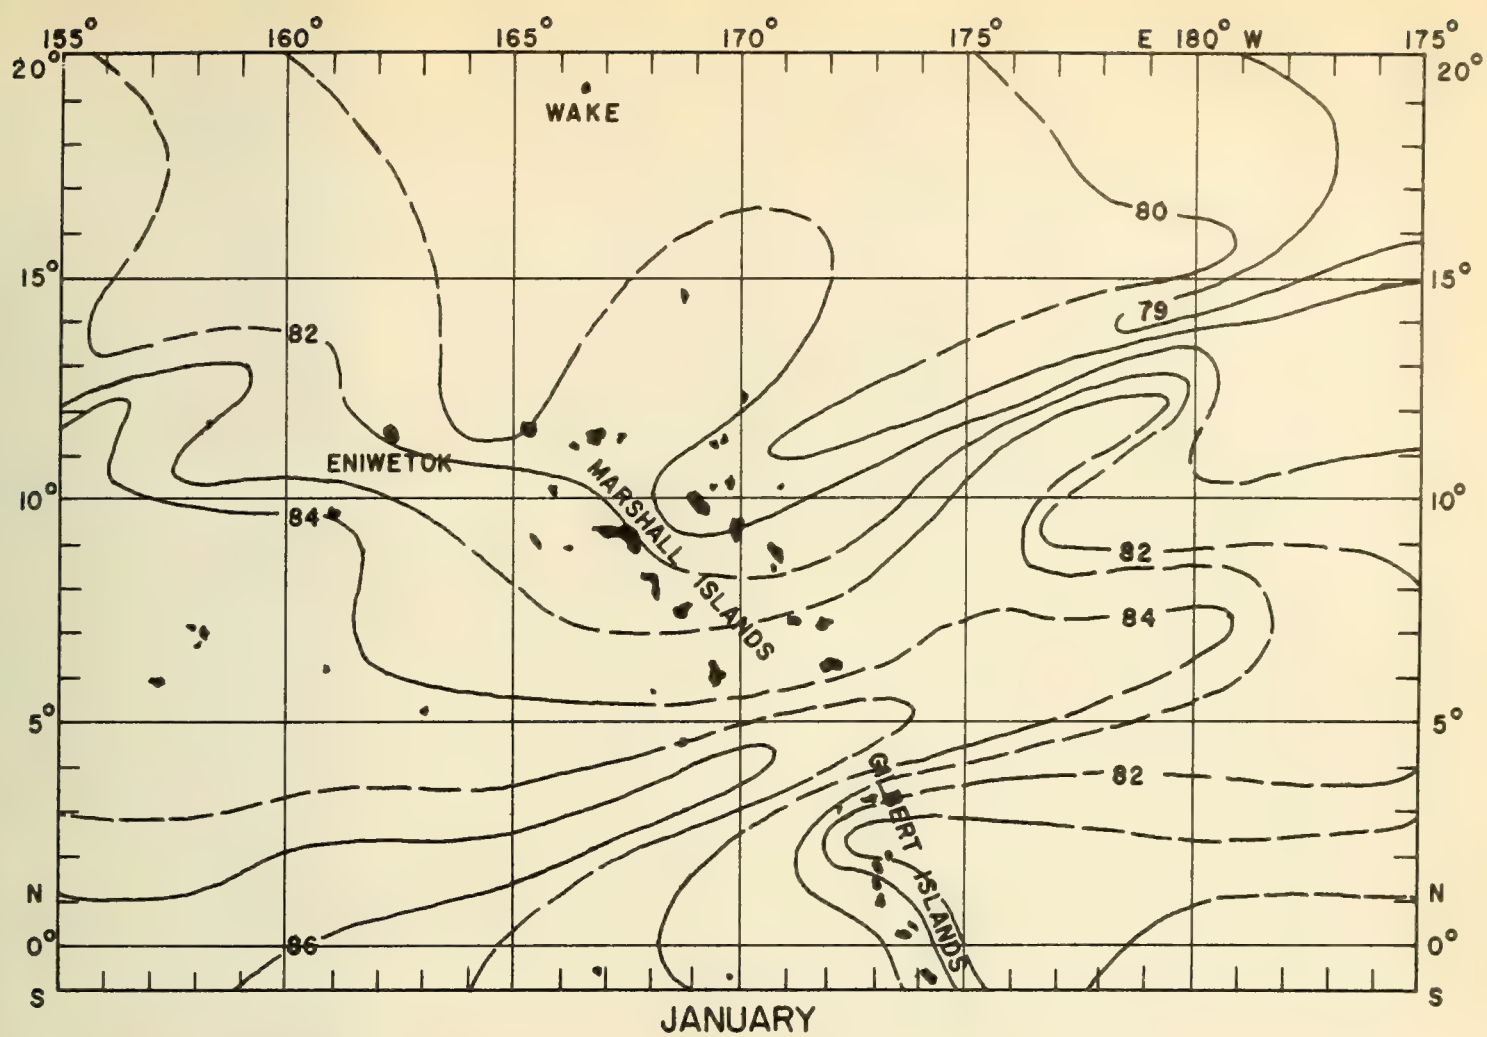 155° 160° 165° 170° 175° E 180° W 175°
20° 20°
WAKE
80
15° 15°
79
82
ENIWETOK
MARSHALL ISLANDS
10° 10°
84
82
84
5° 5°
GILBERT ISLANDS
82
N N
0° 86 0°
S S
JANUARY